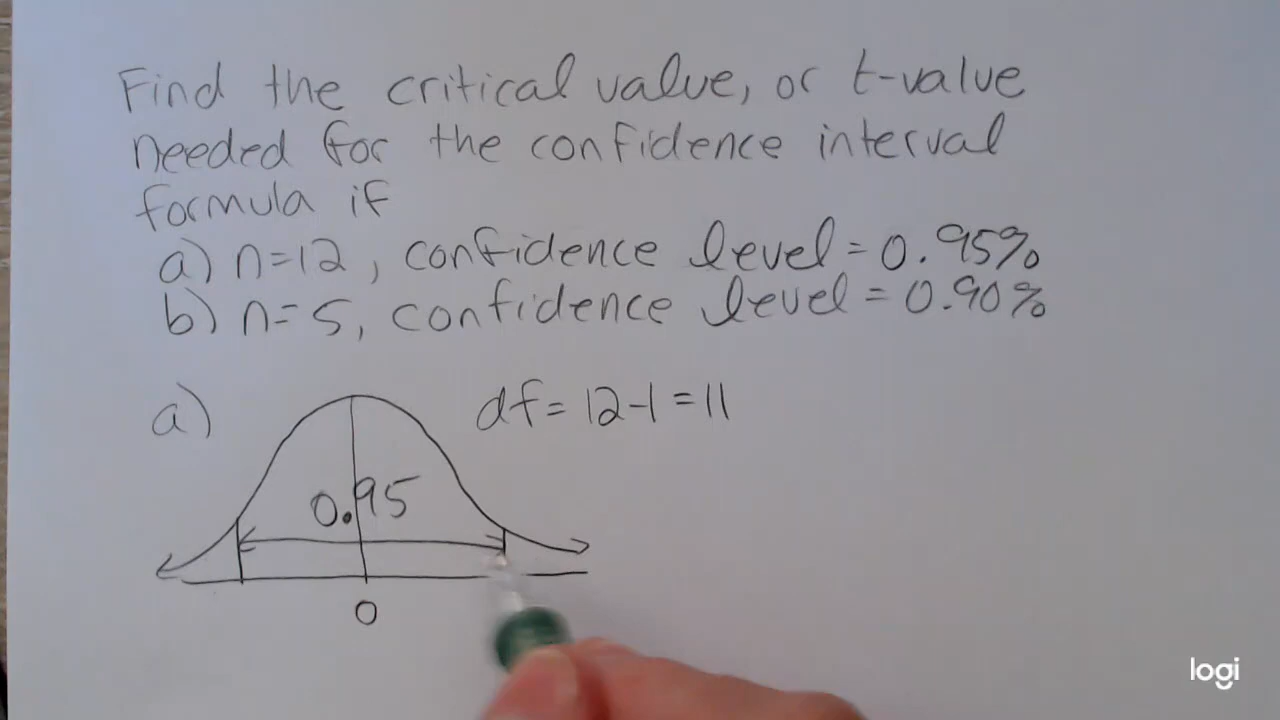 Find the critical value, or t-value
needed for the confidence interval
formula if
a) n=12, confidence level = 0.95%
b) n=5, confidence level = 0.90%
a)
df = 12-1 = 11
0.95
0
logi